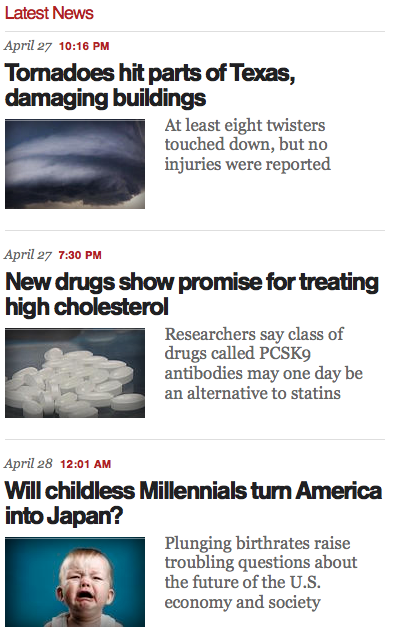 Latest News
April 27 10:16 PM
Tornadoes hit parts of Texas,
damaging buildings
At least eight twisters
touched down, but no
injuries were reported
April 27 7:30 PM
New drugs show promise for treating
high cholesterol
Researchers say class of
drugs called PCSK9
antibodies may one day be
an alternative to statins
April 28 12:01 AM
Will childless Millennials turn America
into Japan?
Plunging birthrates raise
troubling questions about
the future of the U.S.
economy and society